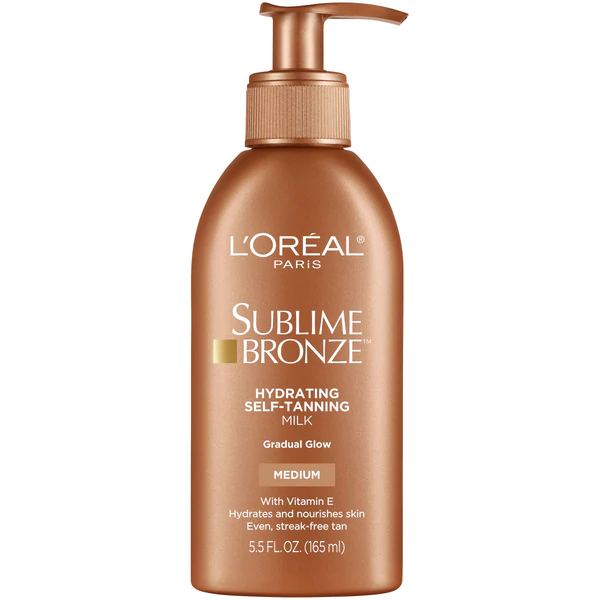 L'ORÉAL®
PARIS
SUBLIME
BRONZE™
HYDRATING
SELF-TANNING
MILK
Gradual Glow
MEDIUM
With Vitamin E
Hydrates and nourishes skin
Even, streak-free tan
5.5 FL. OZ. (165 ml)